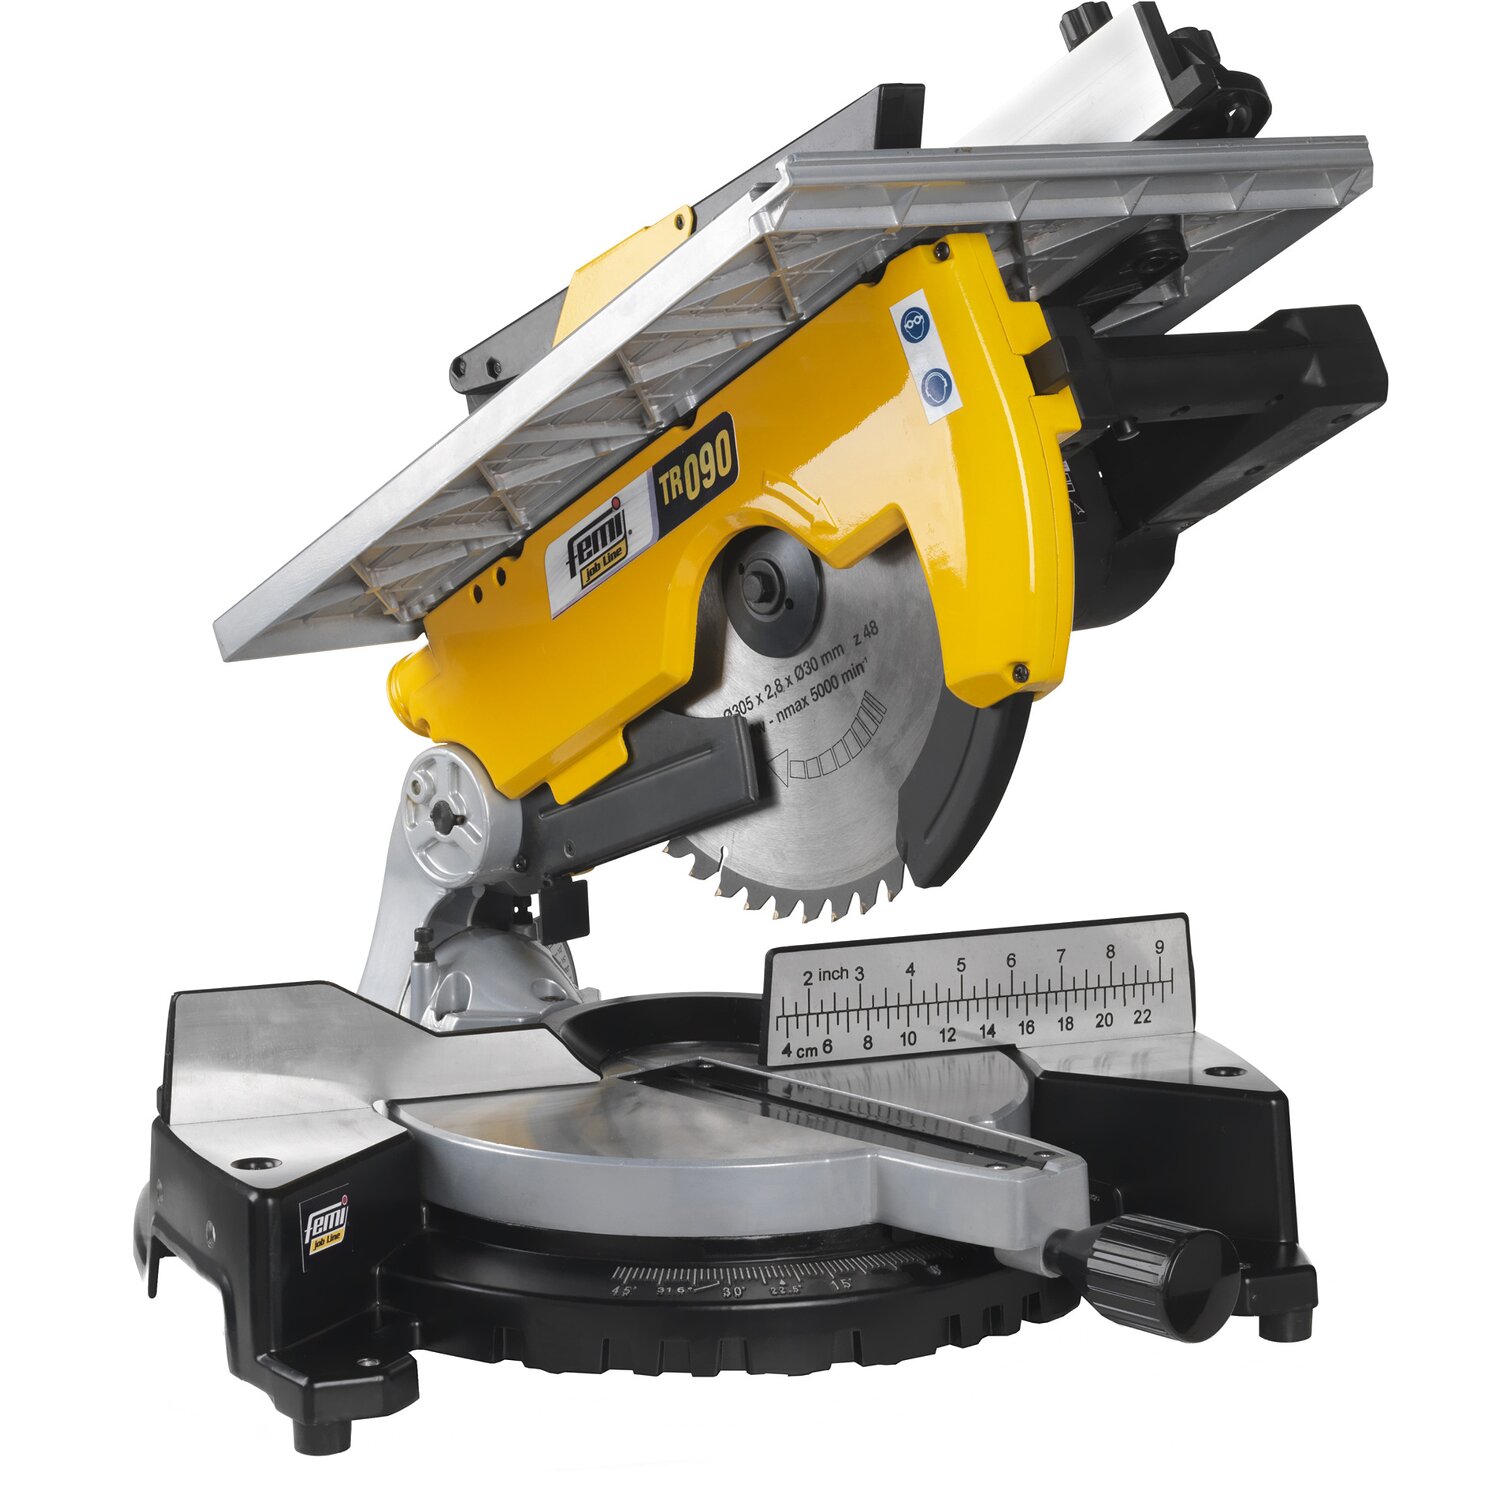 TR090
femi
job Line
Ø305 x 2,8 x Ø30 mm z 48
- nmax 5000 min⁻¹
2 inch 3 4 5 6 7 8 9
4 cm 6 8 10 12 14 16 18 20 22
femi
job Line
45° 31.6° 30° 22.5° 15°